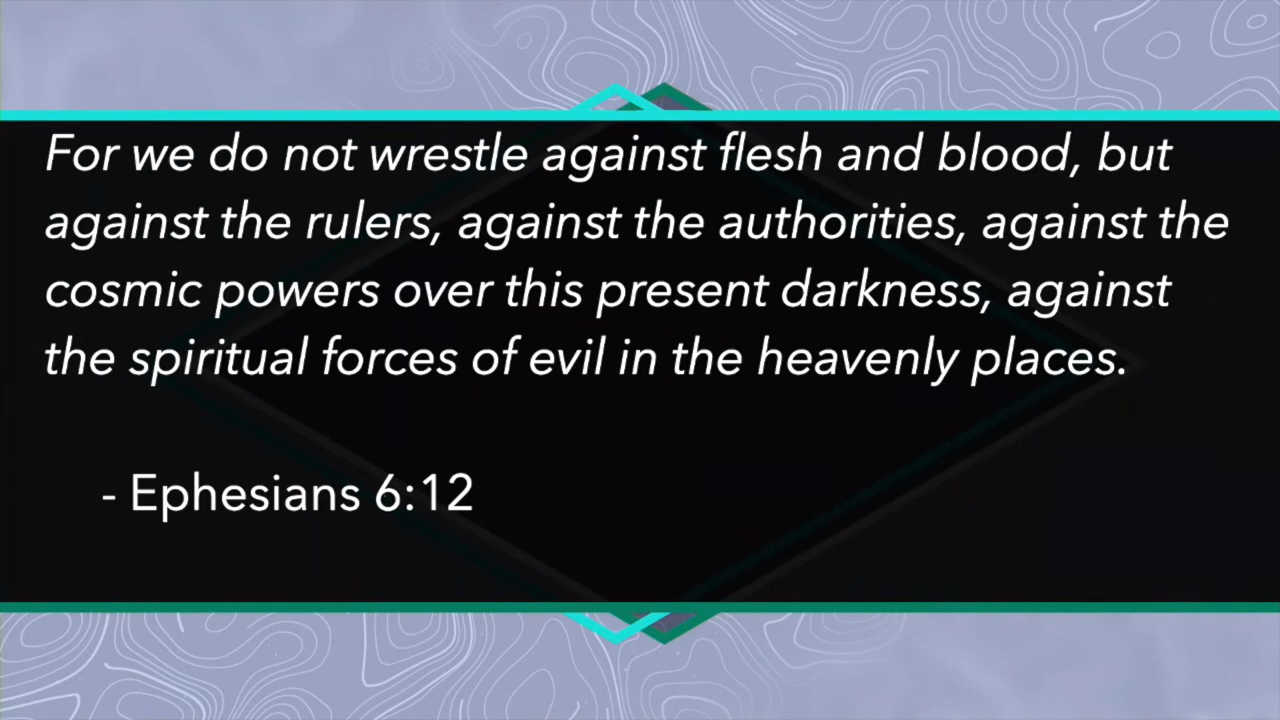 For we do not wrestle against flesh and blood, but
against the rulers, against the authorities, against the
cosmic powers over this present darkness, against
the spiritual forces of evil in the heavenly places.
- Ephesians 6:12